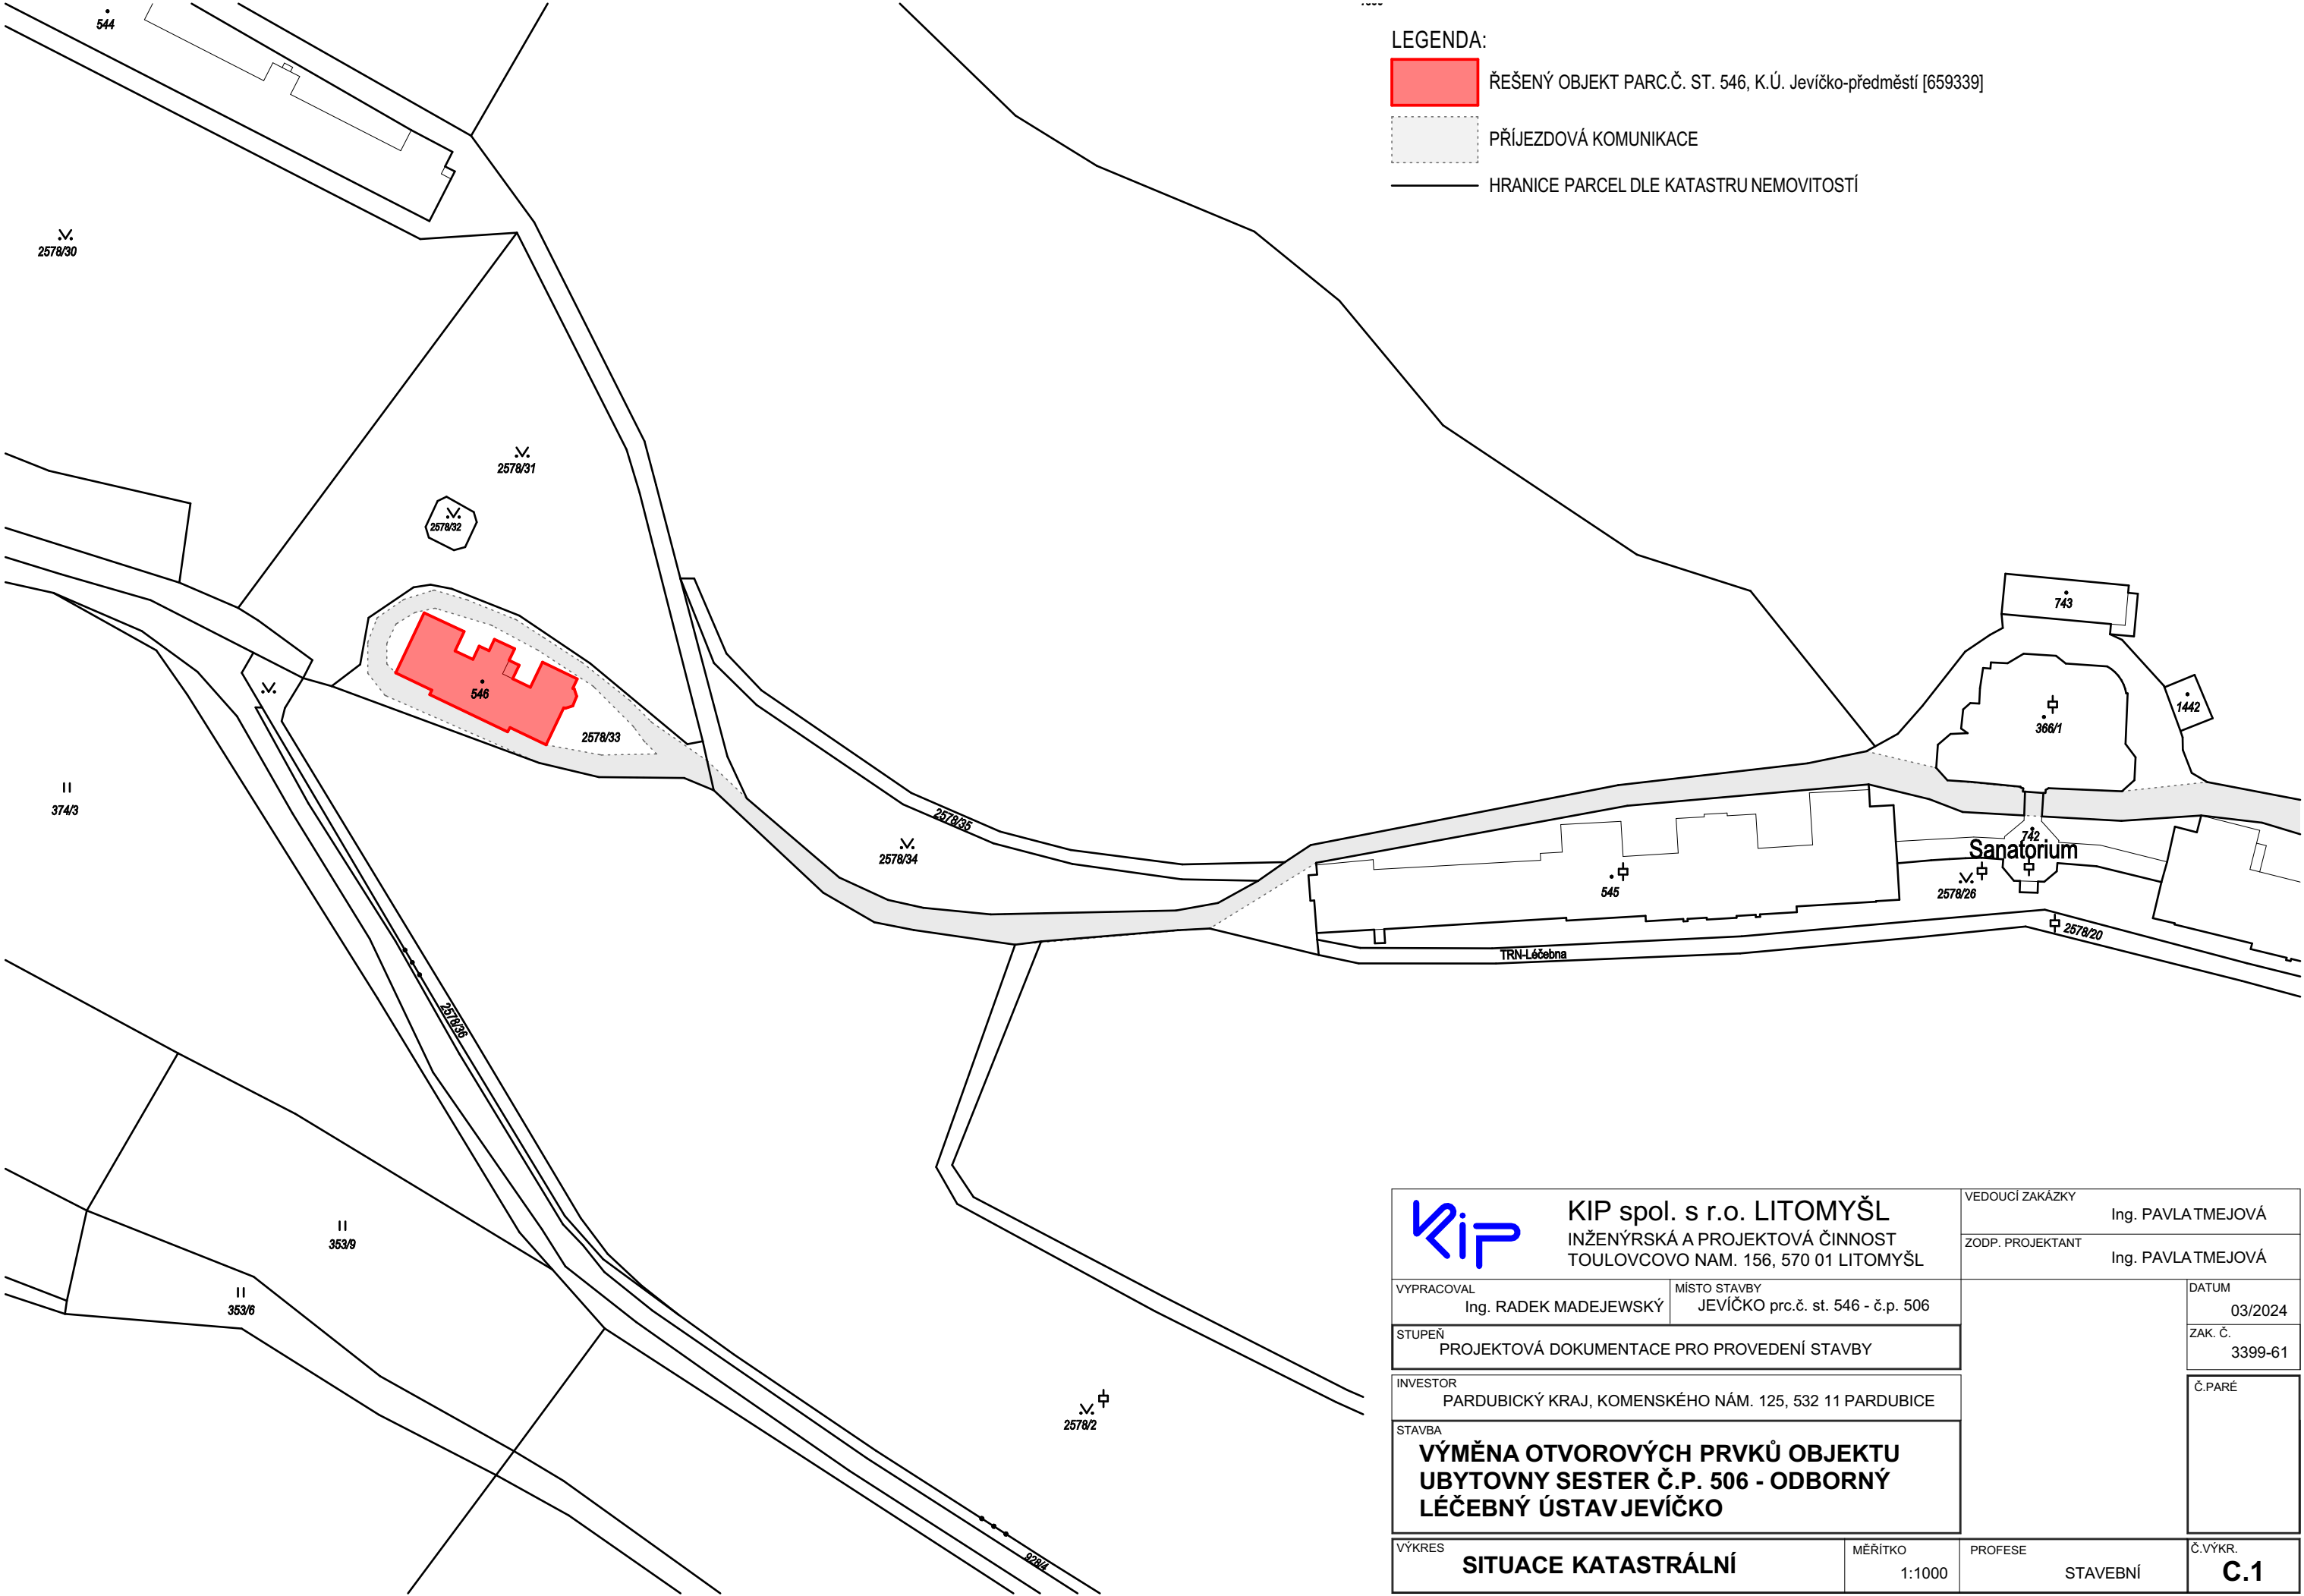 544
LEGENDA:
ŘEŠENÝ OBJEKT PARC.Č. ST. 546, K.Ú. Jevíčko-předměstí [659339]
PŘÍJEZDOVÁ KOMUNIKACE
HRANICE PARCEL DLE KATASTRU NEMOVITOSTÍ
2578/30
2578/31
2578/32
743
546
1442
366/1
2578/33
374/3
2578/35
2578/34
742
Sanatorium
545
2578/26
2578/20
TRN-Léčebna
2578/36
353/9
353/6
2578/2
928/4
KIP
KIP spol. s r.o. LITOMYŠL
INŽENÝRSKÁ A PROJEKTOVÁ ČINNOST
TOULOVCOVO NAM. 156, 570 01 LITOMYŠL
VEDOUCÍ ZAKÁZKY
Ing. PAVLA TMEJOVÁ
ZODP. PROJEKTANT
Ing. PAVLA TMEJOVÁ
VYPRACOVAL
Ing. RADEK MADEJEWSKÝ
MÍSTO STAVBY
JEVÍČKO prc.č. st. 546 - č.p. 506
DATUM
03/2024
STUPEŇ
PROJEKTOVÁ DOKUMENTACE PRO PROVEDENÍ STAVBY
ZAK. Č.
3399-61
INVESTOR
PARDUBICKÝ KRAJ, KOMENSKÉHO NÁM. 125, 532 11 PARDUBICE
Č.PARÉ
STAVBA
VÝMĚNA OTVOROVÝCH PRVKŮ OBJEKTU
UBYTOVNY SESTER Č.P. 506 - ODBORNÝ
LÉČEBNÝ ÚSTAV JEVÍČKO
VÝKRES
SITUACE KATASTRÁLNÍ
MĚŘÍTKO
1:1000
PROFESE
STAVEBNÍ
Č.VÝKR.
C.1